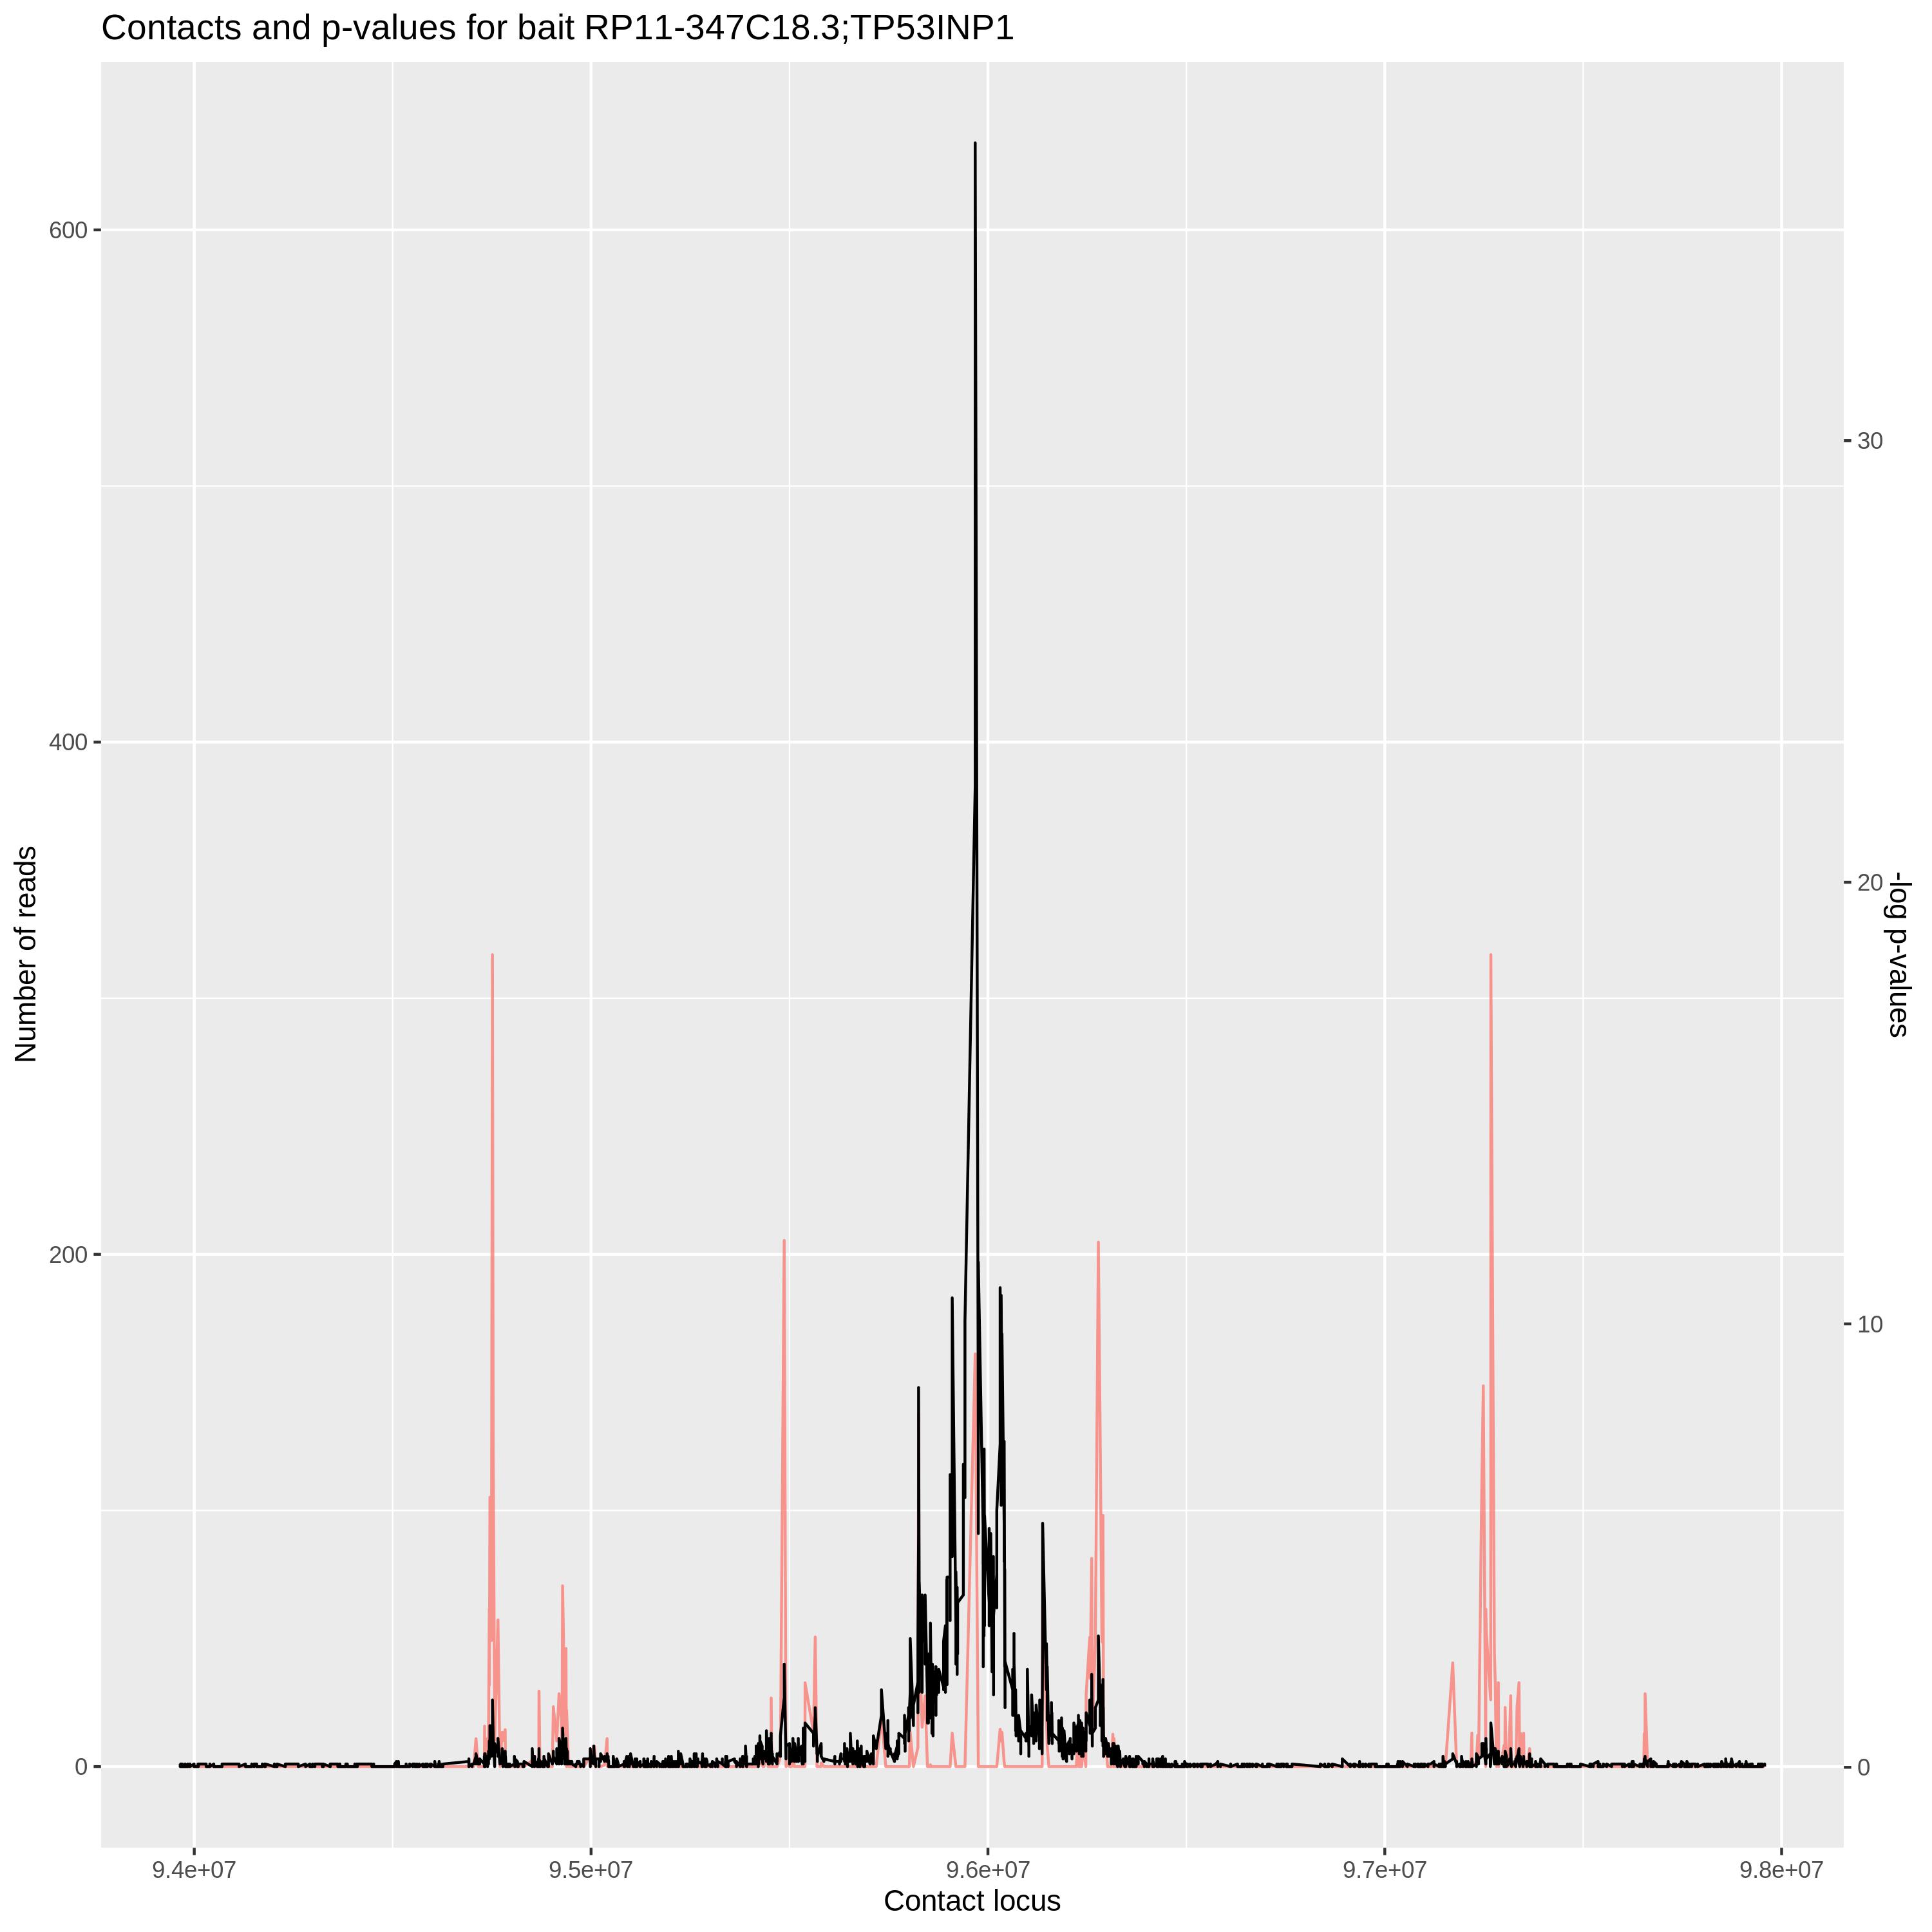 Contacts and p-values for bait RP11-347C18.3;TP53INP1
Number of reads
600
400
200
0
30
20
10
0
-log p-values
9.4e+07 9.5e+07 9.6e+07 9.7e+07 9.8e+07
Contact locus